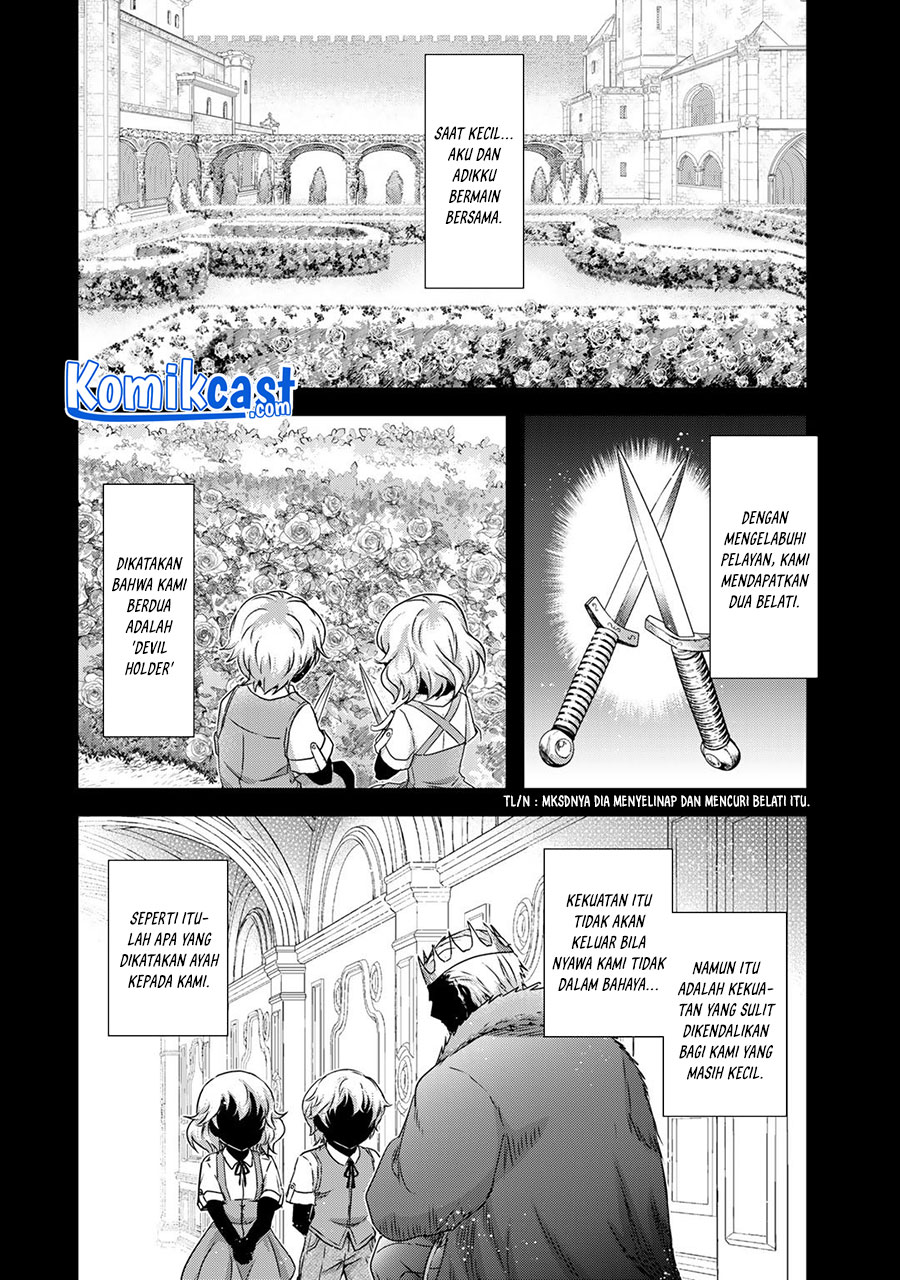 SAAT KECIL...
AKU DAN
ADIKKU
BERMAIN
BERSAMA.
Komikcast
.com
DENGAN
MENGELABUHI
PELAYAN, KAMI
MENDAPATKAN
DUA BELATI.
DIKATAKAN
BAHWA KAMI
BERDUA
ADALAH
'DEVIL
HOLDER'
TL/N : MKSDNYA DIA MENYELINAP DAN MENCURI BELATI ITU.
KEKUATAN ITU
TIDAK AKAN
KELUAR BILA
NYAWA KAMI TIDAK
DALAM BAHAYA...
NAMUN ITU
ADALAH KEKUA-
TAN YANG SULIT
DIKENDALIKAN
BAGI KAMI YANG
MASIH KECIL.
SEPERTI ITU-
LAH APA YANG
DIKATAKAN AYAH
KEPADA KAMI.